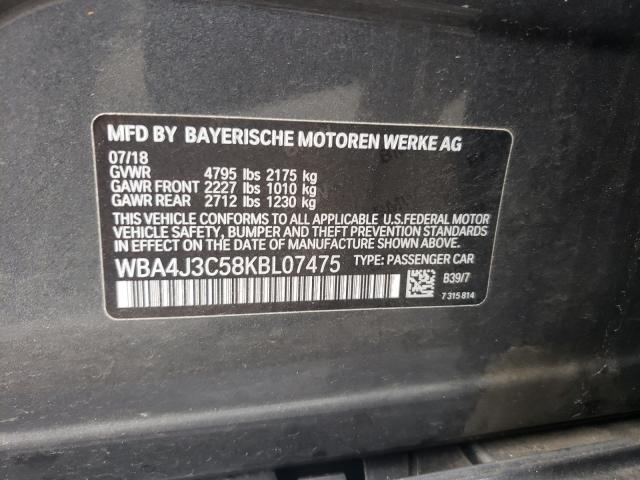 MFD BY BAYERISCHE MOTOREN WERKE AG
07/18
GVWR 4795 lbs 2175 kg
GAWR FRONT 2227 lbs 1010 kg
GAWR REAR 2712 lbs 1230 kg
THIS VEHICLE CONFORMS TO ALL APPLICABLE U.S.FEDERAL MOTOR
VEHICLE SAFETY, BUMPER AND THEFT PREVENTION STANDARDS
IN EFFECT ON THE DATE OF MANUFACTURE SHOWN ABOVE.
WBA4J3C58KBL07475 TYPE: PASSENGER CAR
B39/7
7 315 814